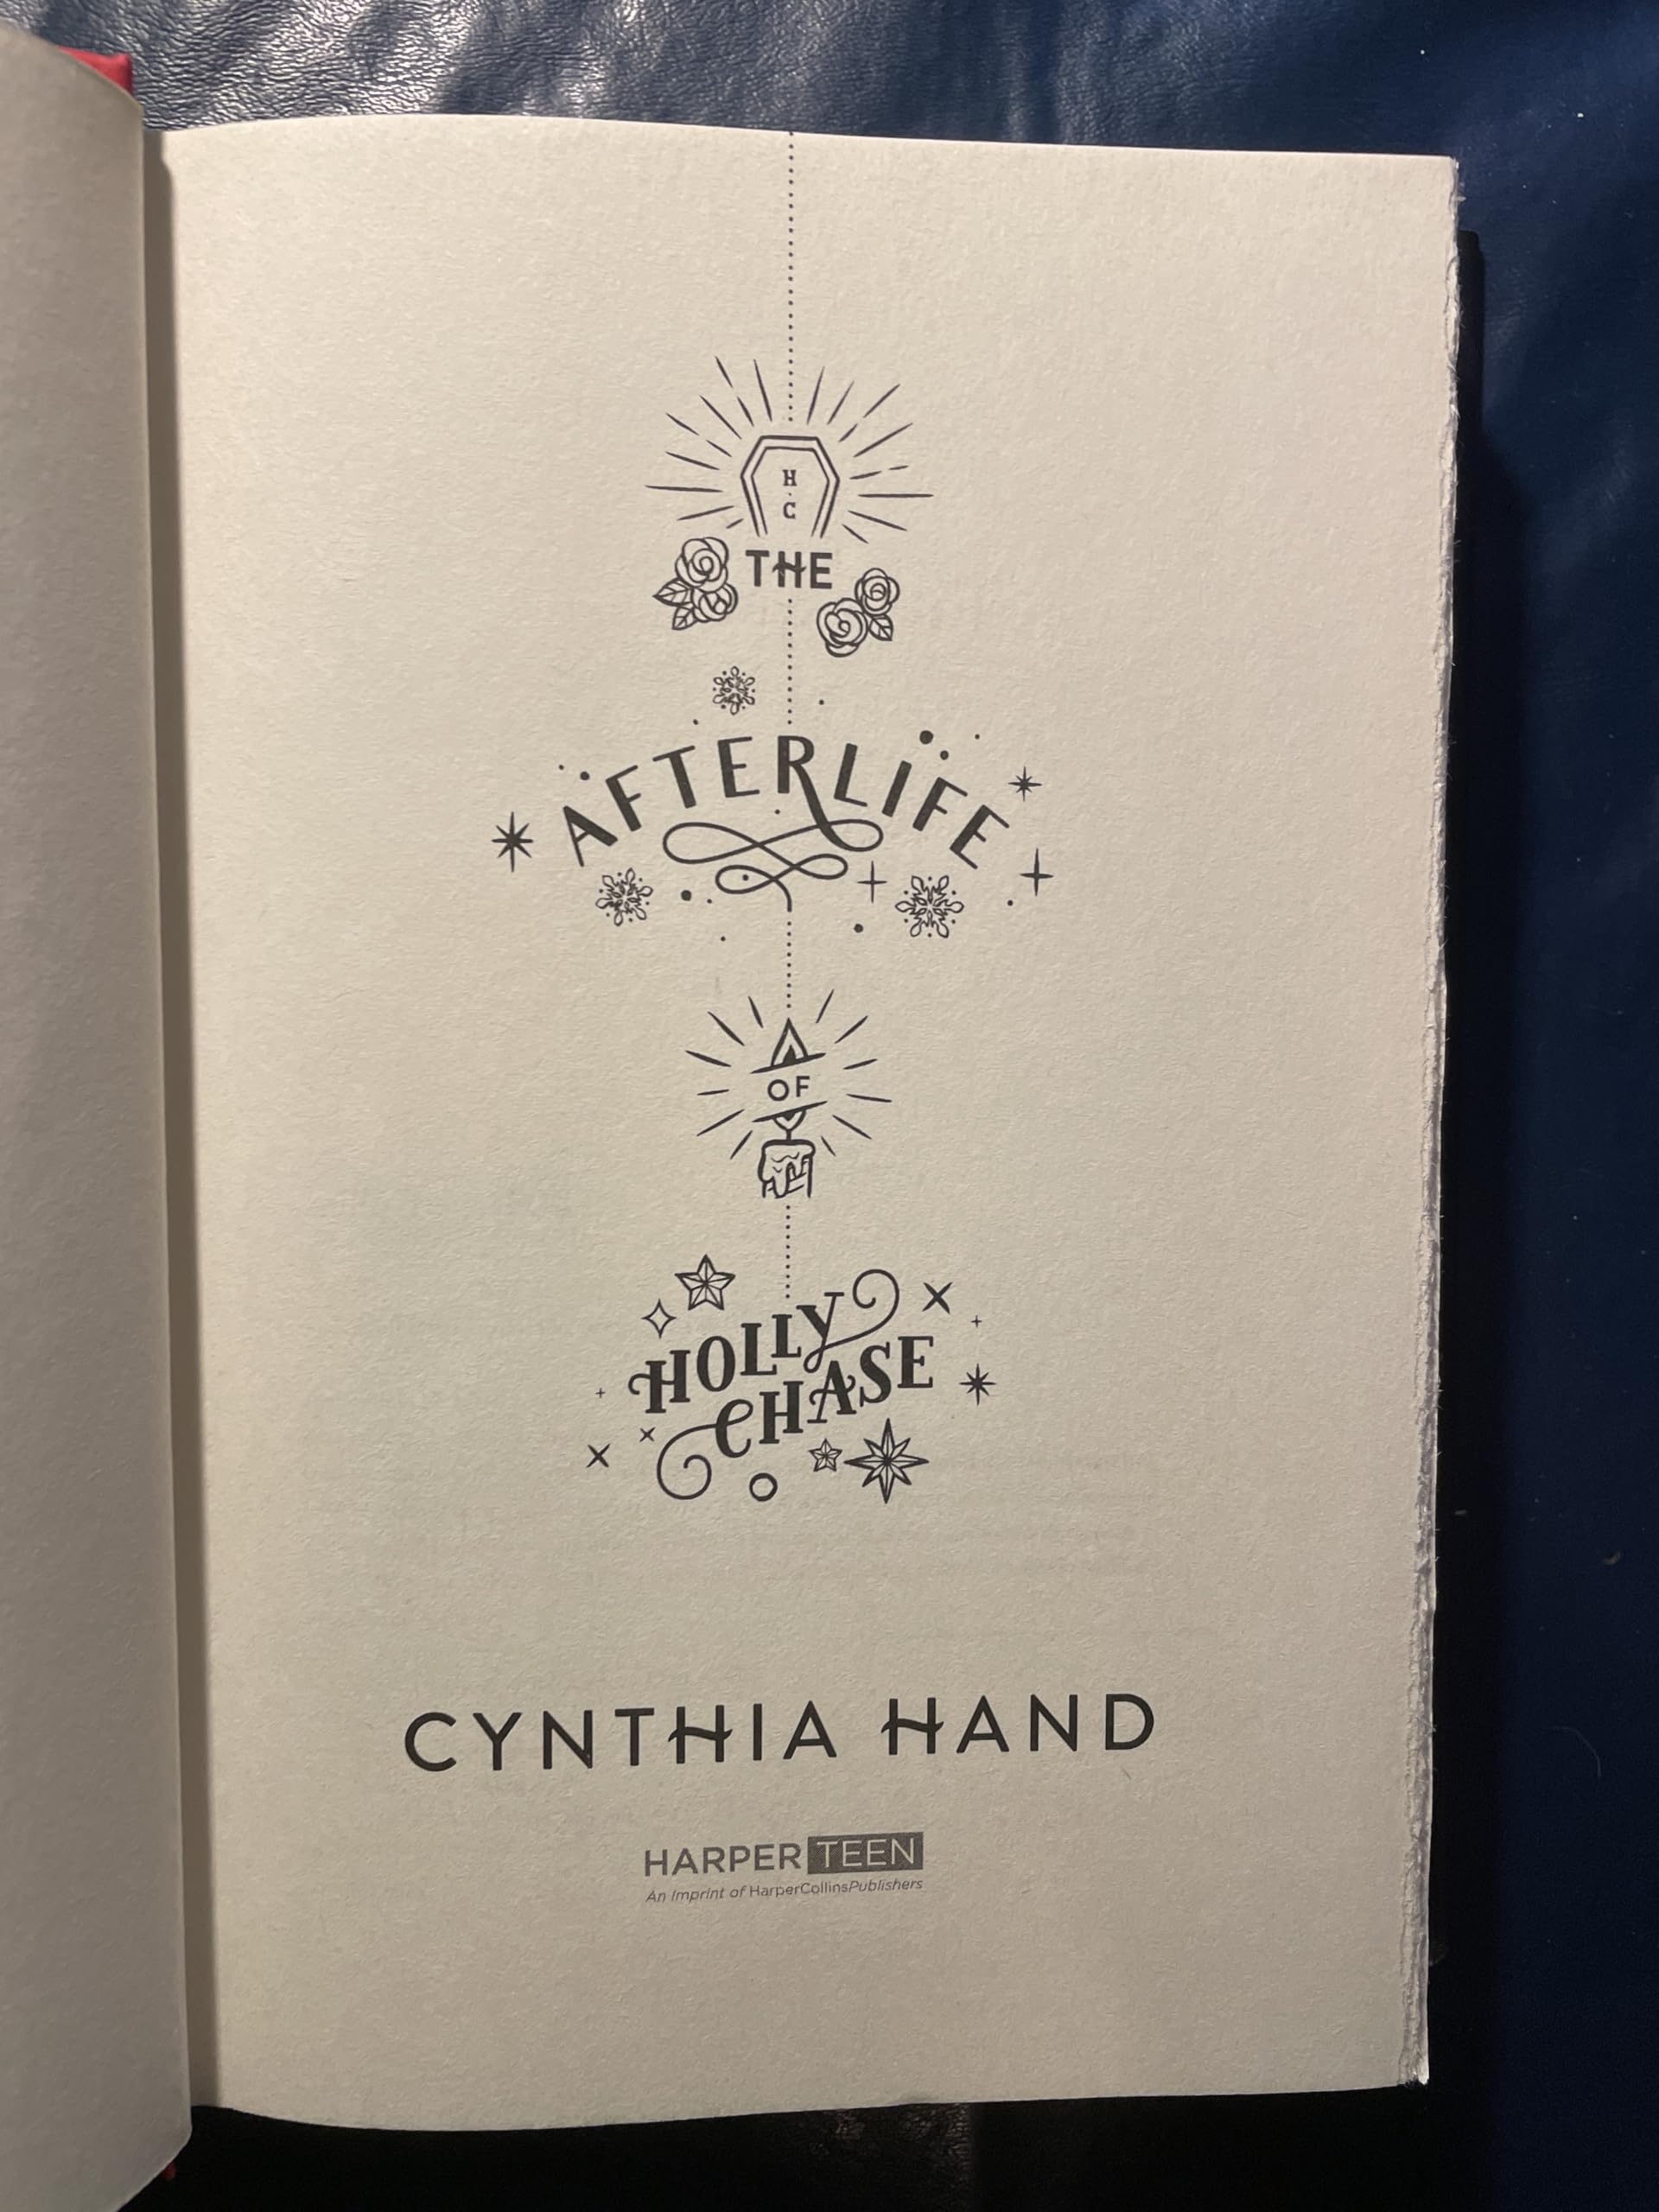 H
C
THE
AFTERLIFE
OF
HOLLY
CHASE
CYNTHIA HAND
HARPER TEEN
An Imprint of HarperCollinsPublishers